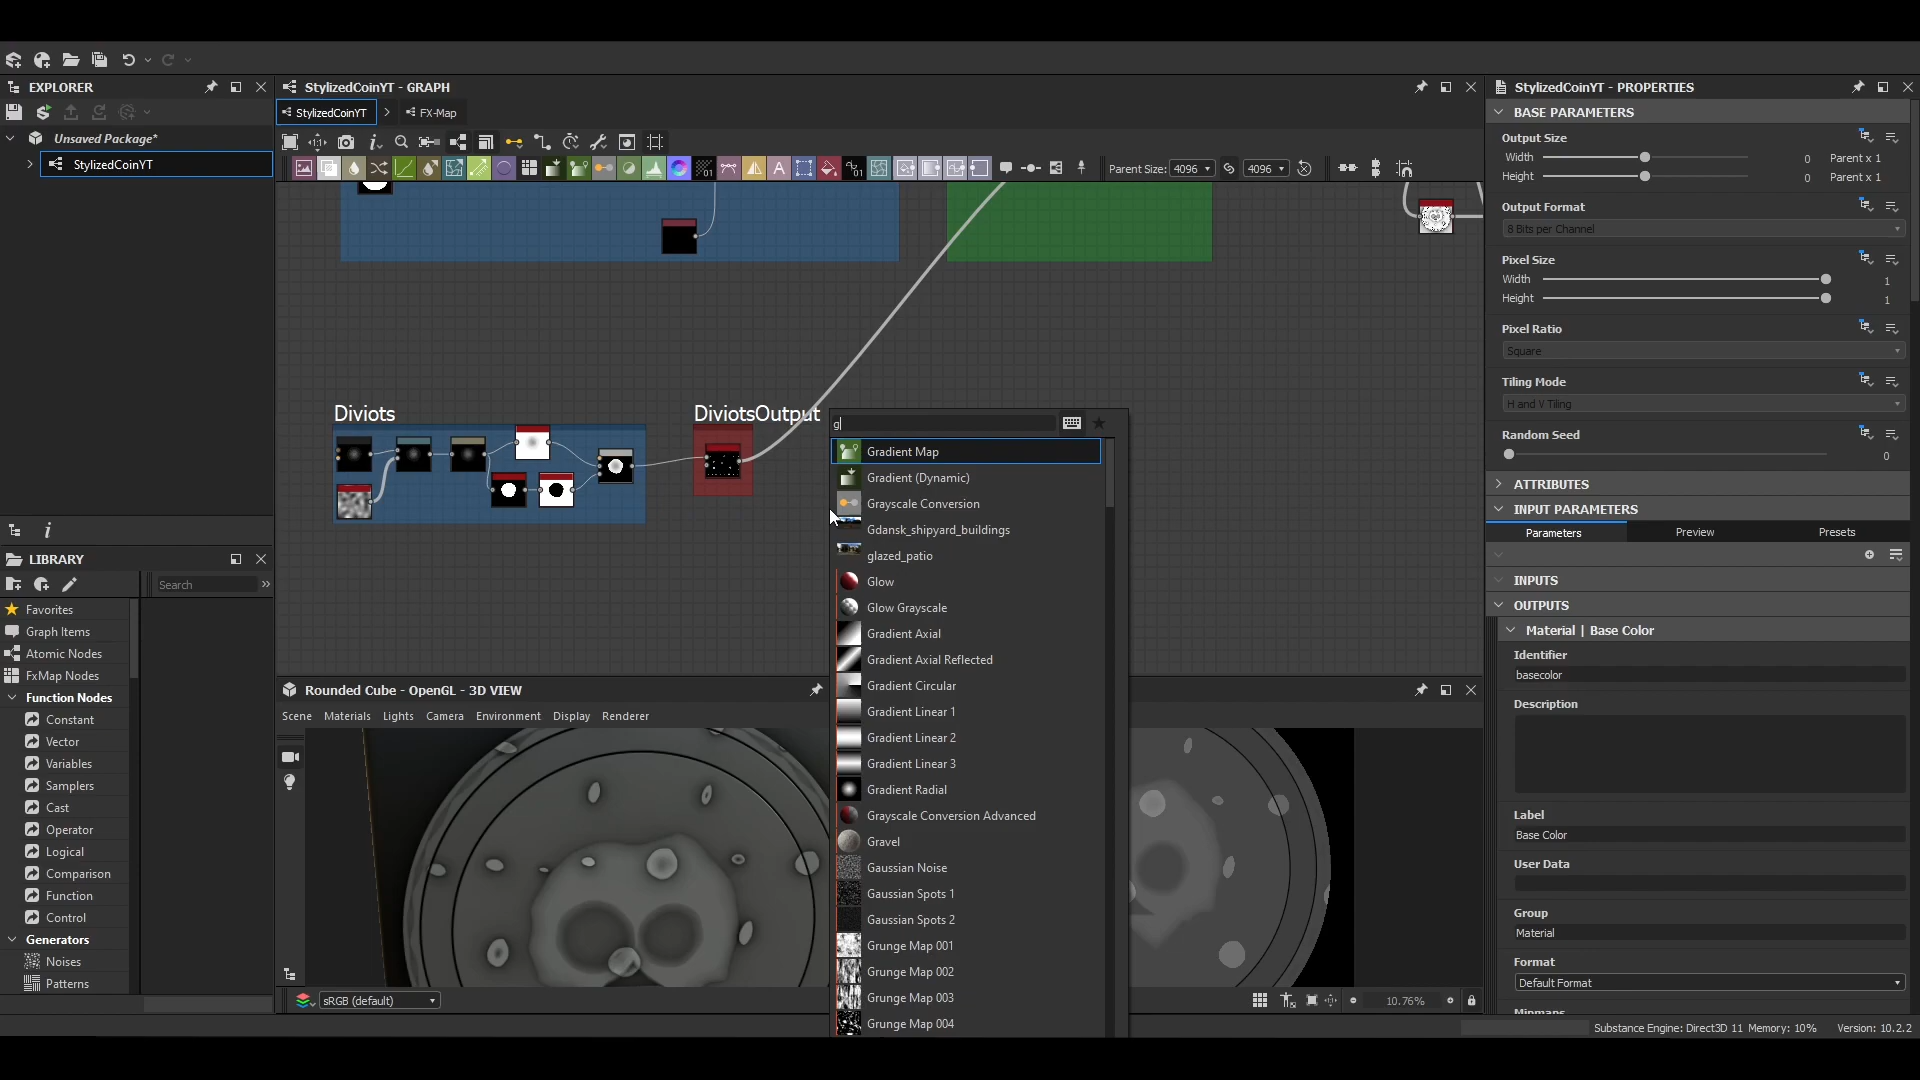 EXPLORER
Unsaved Package*
StylizedCoinYT
LIBRARY
Search
Favorites
Graph Items
Atomic Nodes
FxMap Nodes
Function Nodes
Constant
Vector
Variables
Samplers
Cast
Operator
Logical
Comparison
Function
Control
Generators
Noises
Patterns
StylizedCoinYT - GRAPH
StylizedCoinYT
FX-Map
Parent Size: 4096 4096
Diviots
DiviotsOutput
g
Gradient Map
Gradient (Dynamic)
Grayscale Conversion
Gdansk_shipyard_buildings
glazed_patio
Glow
Glow Grayscale
Gradient Axial
Gradient Axial Reflected
Gradient Circular
Gradient Linear 1
Gradient Linear 2
Gradient Linear 3
Gradient Radial
Grayscale Conversion Advanced
Gravel
Gaussian Noise
Gaussian Spots 1
Gaussian Spots 2
Grunge Map 001
Grunge Map 002
Grunge Map 003
Grunge Map 004
Rounded Cube - OpenGL - 3D VIEW
Scene Materials Lights Camera Environment Display Renderer
sRGB (default)
10.76%
StylizedCoinYT - PROPERTIES
BASE PARAMETERS
Output Size
Width 0 Parent x 1
Height 0 Parent x 1
Output Format
8 Bits per Channel
Pixel Size
Width 1
Height 1
Pixel Ratio
Square
Tiling Mode
H and V Tiling
Random Seed
0
ATTRIBUTES
INPUT PARAMETERS
Parameters Preview Presets
INPUTS
OUTPUTS
Material | Base Color
Identifier
basecolor
Description
Label
Base Color
User Data
Group
Material
Format
Default Format
Mipmaps
Substance Engine: Direct3D 11 Memory: 10% Version: 10.2.2